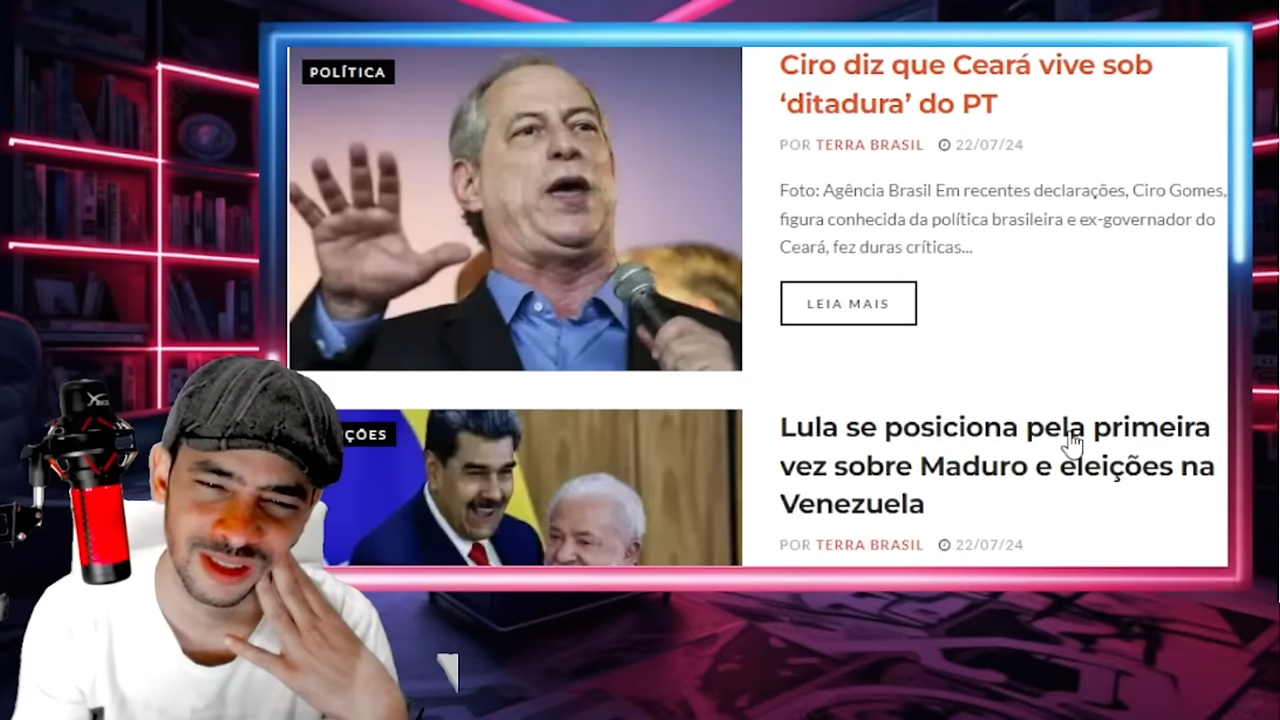 POLÍTICA
Ciro diz que Ceará vive sob
‘ditadura’ do PT
POR TERRA BRASIL 22/07/24
Foto: Agência Brasil Em recentes declarações, Ciro Gomes,
figura conhecida da política brasileira e ex-governador do
Ceará, fez duras críticas...
LEIA MAIS
ÇÕES
Lula se posiciona pela primeira
vez sobre Maduro e eleições na
Venezuela
POR TERRA BRASIL 22/07/24